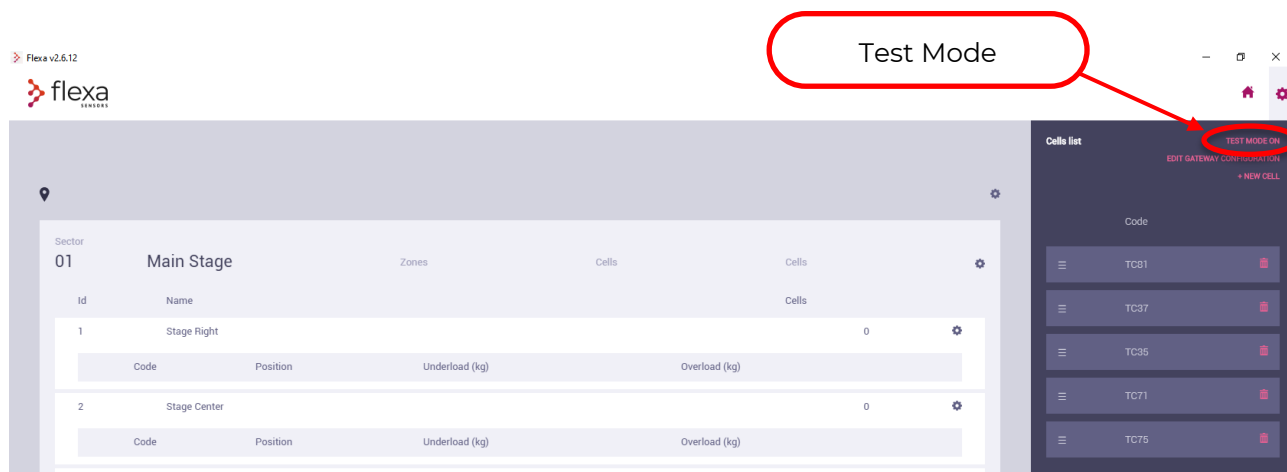 Test Mode
Flexa v2.6.12
flexa
SENSORS
Cells list
TEST MODE ON
EDIT GATEWAY CONFIGURATION
+ NEW CELL
Code
Sector
01 Main Stage Zones Cells Cells
Id Name Cells
1 Stage Right 0
Code Position Underload (kg) Overload (kg)
2 Stage Center 0
Code Position Underload (kg) Overload (kg)
TC81
TC37
TC35
TC71
TC75